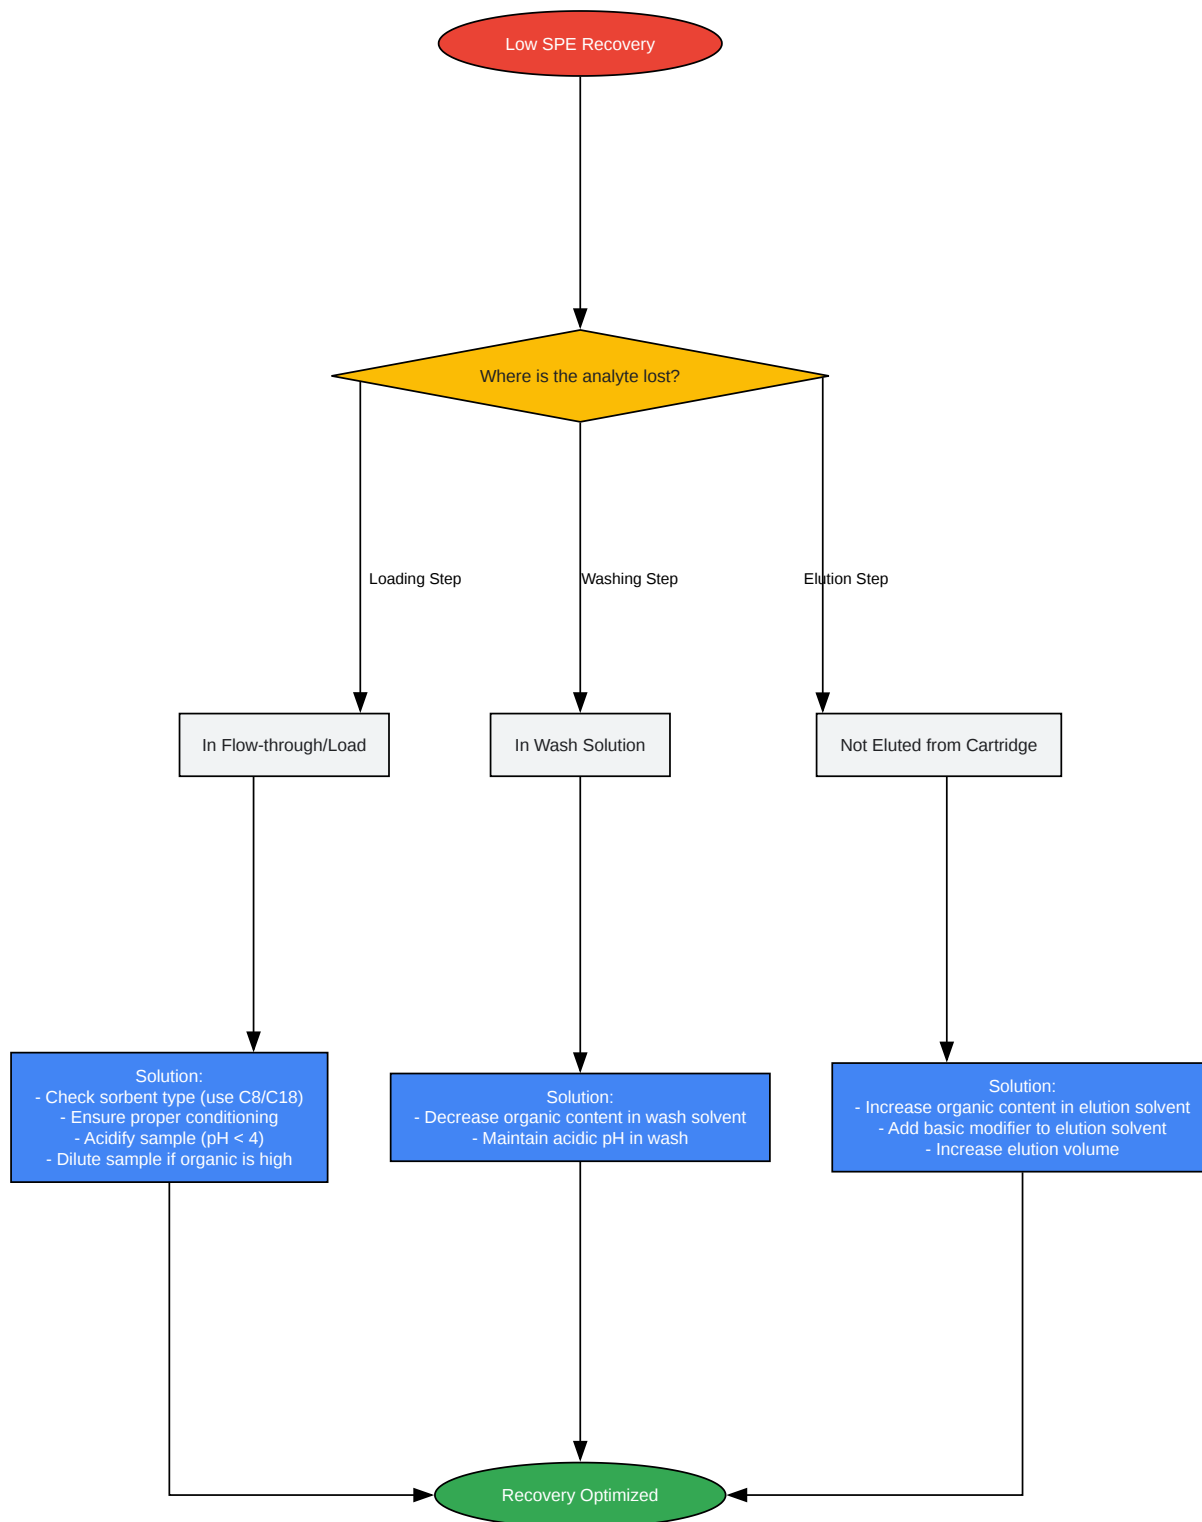 Low SPE Recovery
Where is the analyte lost?
Loading Step
Washing Step
Elution Step
In Flow-through/Load
In Wash Solution
Not Eluted from Cartridge
Solution:
- Check sorbent type (use C8/C18)
- Ensure proper conditioning
- Acidify sample (pH < 4)
- Dilute sample if organic is high
Solution:
- Decrease organic content in wash solvent
- Maintain acidic pH in wash
Solution:
- Increase organic content in elution solvent
- Add basic modifier to elution solvent
- Increase elution volume
Recovery Optimized